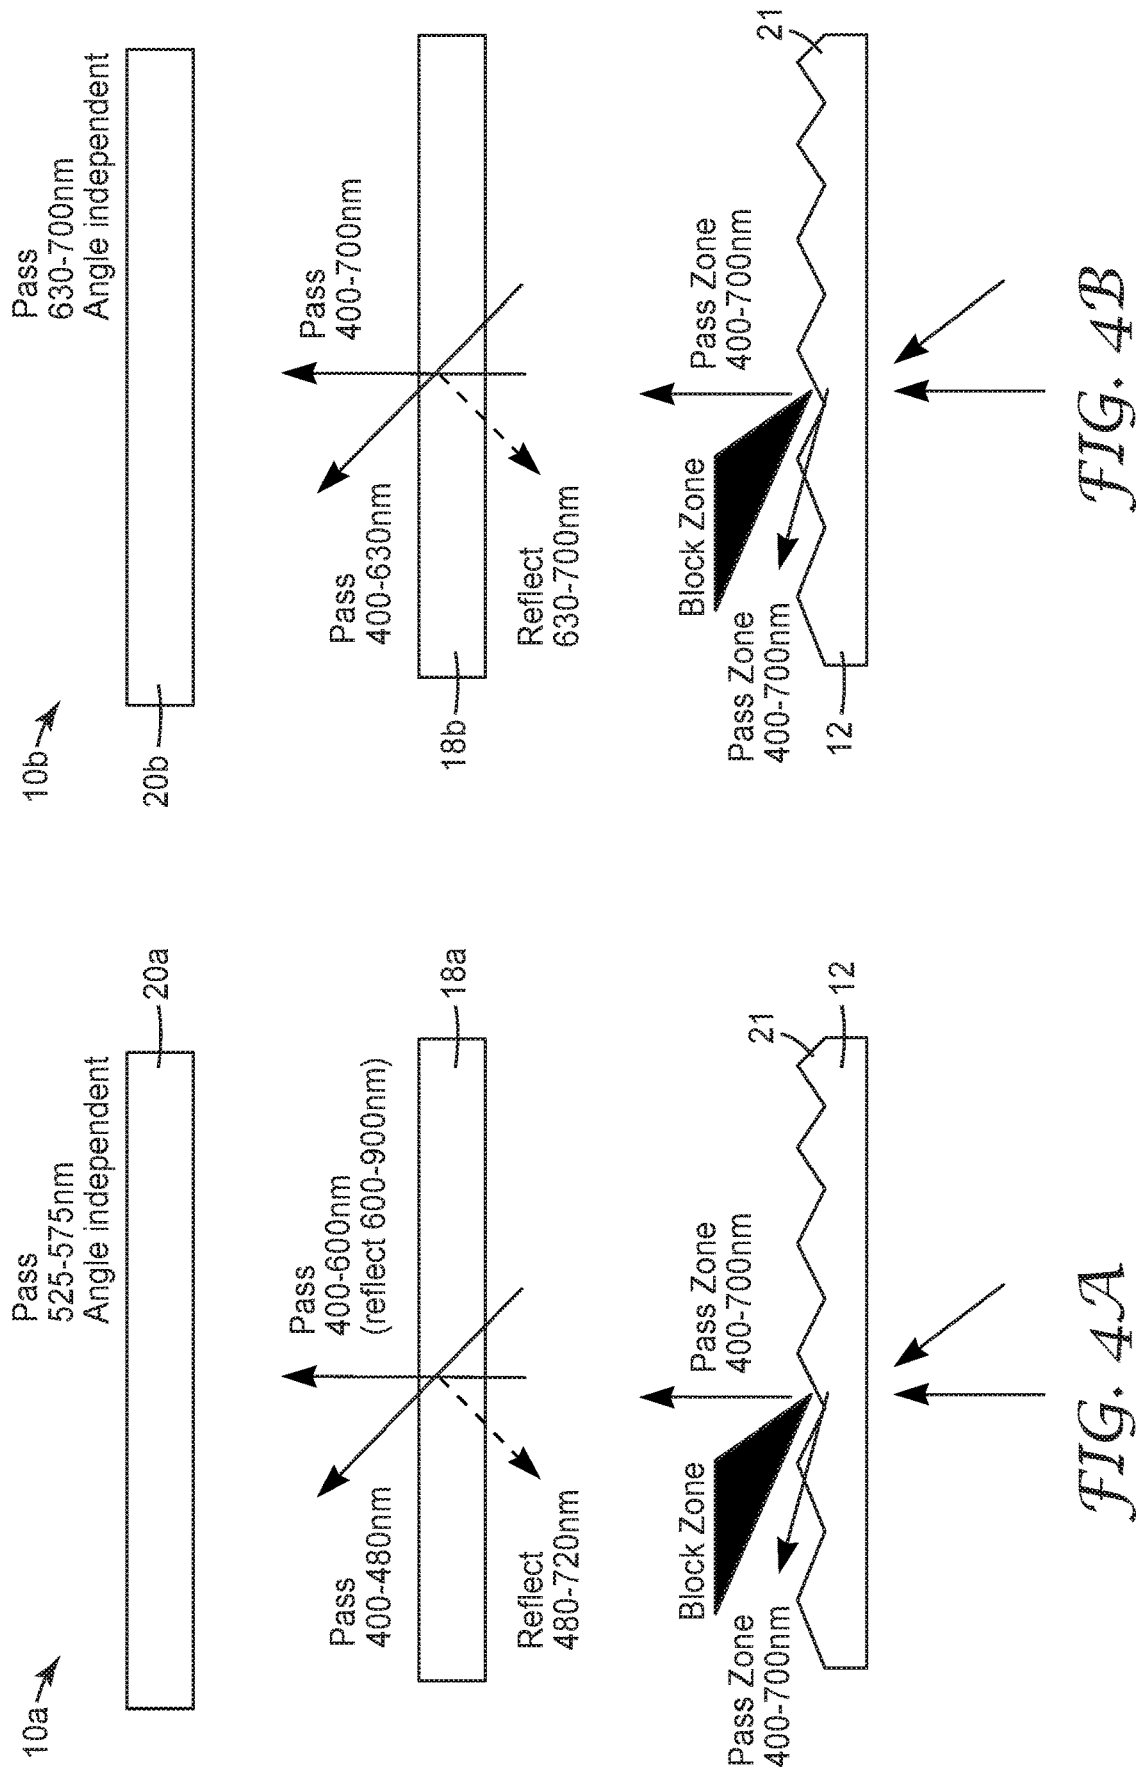 10a
Pass
525-575nm
Angle independent
20a
Pass
400-600nm
(reflect 600-900nm)
Pass
400-480nm
Reflect
480-720nm
18a
Pass Zone
400-700nm
Block Zone
Pass Zone
400-700nm
21
12
FIG. 4A
10b
Pass
630-700nm
Angle independent
20b
Pass
400-700nm
Pass
400-630nm
Reflect
630-700nm
18b
Pass Zone
400-700nm
Block Zone
Pass Zone
400-700nm
21
12
FIG. 4B